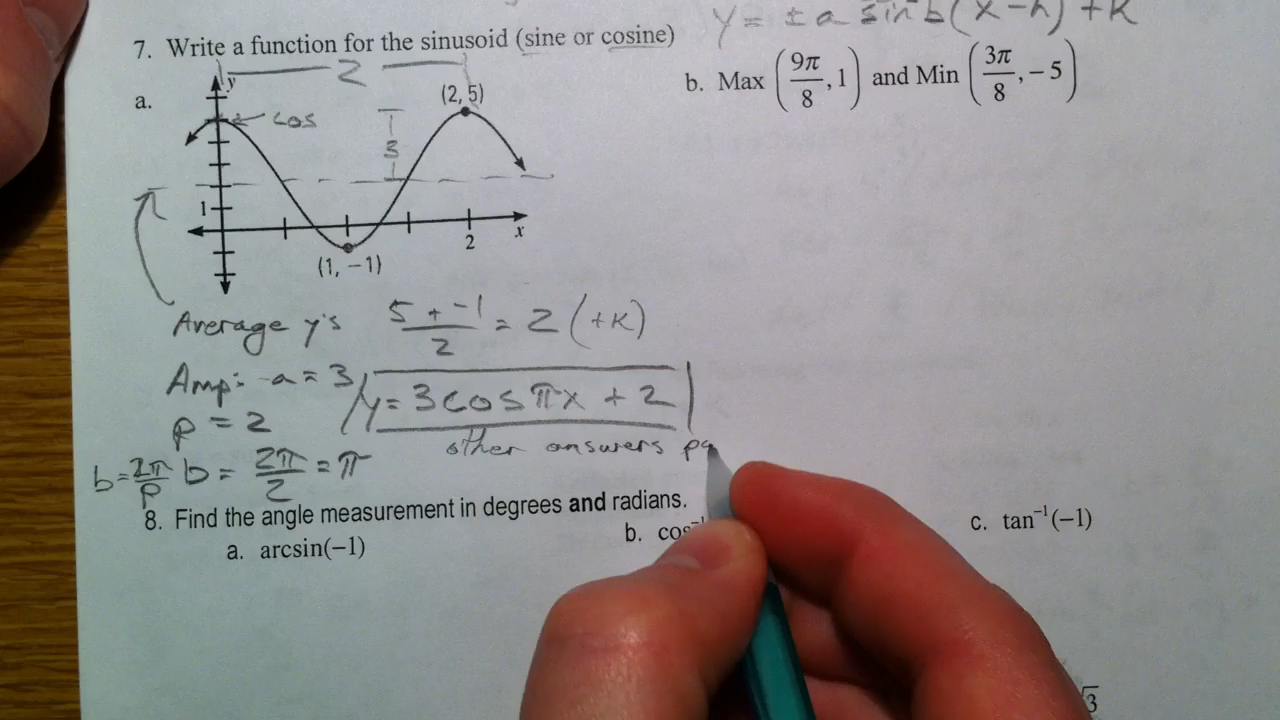 y = ± a sin b(x-h) + K
7. Write a function for the sinusoid (sine or cosine)
b. Max (9π/8, 1) and Min (3π/8, -5)
2
a.
y
(2, 5)
cos
3
1
2
x
(1, -1)
Average y's 5 + -1 / 2 = 2 (+K)
Amp: a = 3
y = 3 cos πx + 2
p = 2
other answers
b = 2π/p b = 2π/2 = π
8. Find the angle measurement in degrees and radians.
a. arcsin(-1)
b. cos⁻¹
c. tan⁻¹(-1)
√3